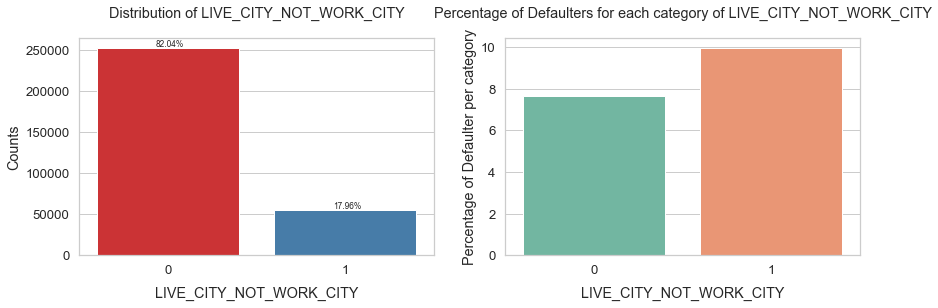 Distribution of LIVE_CITY_NOT_WORK_CITY
Counts
250000
200000
150000
100000
50000
0
82.04%
17.96%
0 1
LIVE_CITY_NOT_WORK_CITY
Percentage of Defaulters for each category of LIVE_CITY_NOT_WORK_CITY
Percentage of Defaulter per category
10
8
6
4
2
0
0 1
LIVE_CITY_NOT_WORK_CITY